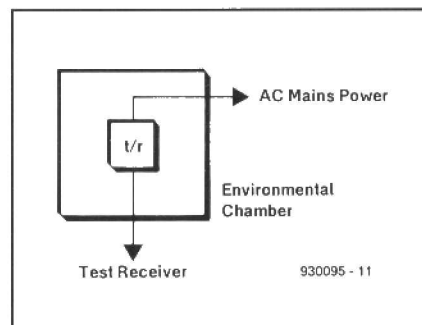 AC Mains Power
t/r
Environmental
Chamber
Test Receiver
930095 - 11